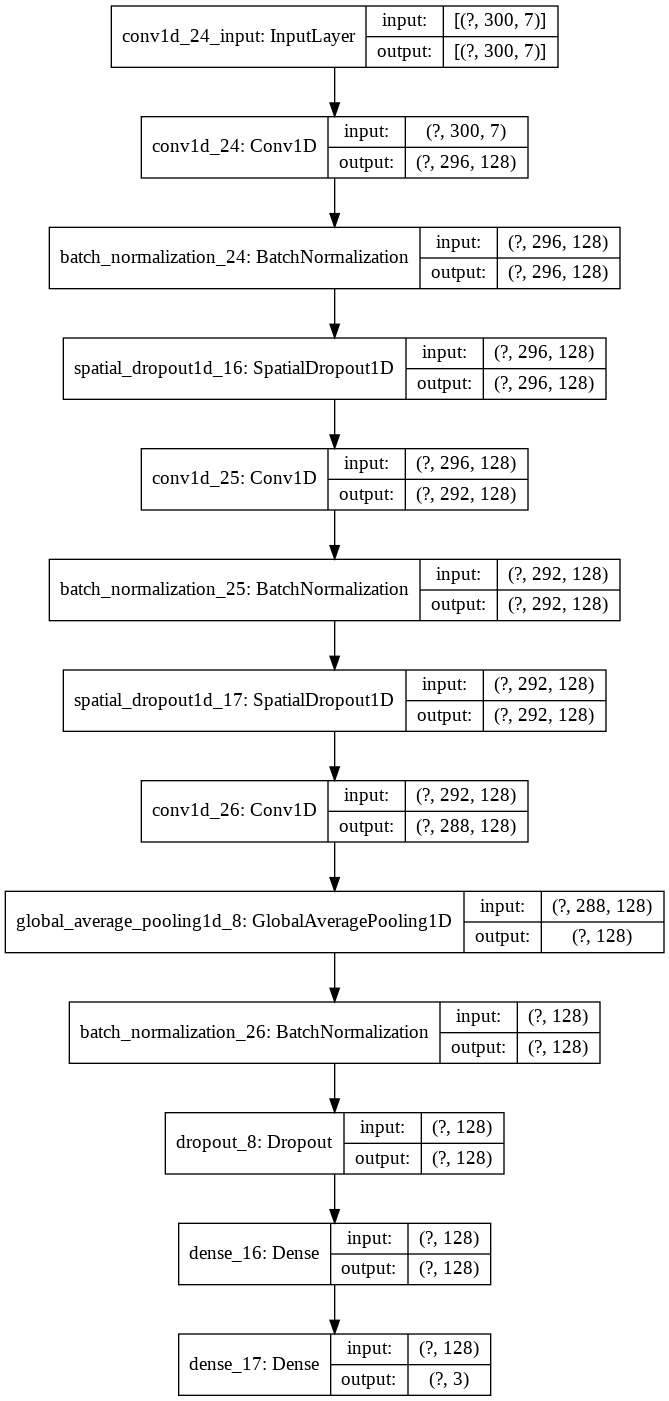 conv1d_24_input: InputLayer
input: [(?, 300, 7)]
output: [(?, 300, 7)]
conv1d_24: Conv1D
input: (?, 300, 7)
output: (?, 296, 128)
batch_normalization_24: BatchNormalization
input: (?, 296, 128)
output: (?, 296, 128)
spatial_dropout1d_16: SpatialDropout1D
input: (?, 296, 128)
output: (?, 296, 128)
conv1d_25: Conv1D
input: (?, 296, 128)
output: (?, 292, 128)
batch_normalization_25: BatchNormalization
input: (?, 292, 128)
output: (?, 292, 128)
spatial_dropout1d_17: SpatialDropout1D
input: (?, 292, 128)
output: (?, 292, 128)
conv1d_26: Conv1D
input: (?, 292, 128)
output: (?, 288, 128)
global_average_pooling1d_8: GlobalAveragePooling1D
input: (?, 288, 128)
output: (?, 128)
batch_normalization_26: BatchNormalization
input: (?, 128)
output: (?, 128)
dropout_8: Dropout
input: (?, 128)
output: (?, 128)
dense_16: Dense
input: (?, 128)
output: (?, 128)
dense_17: Dense
input: (?, 128)
output: (?, 3)